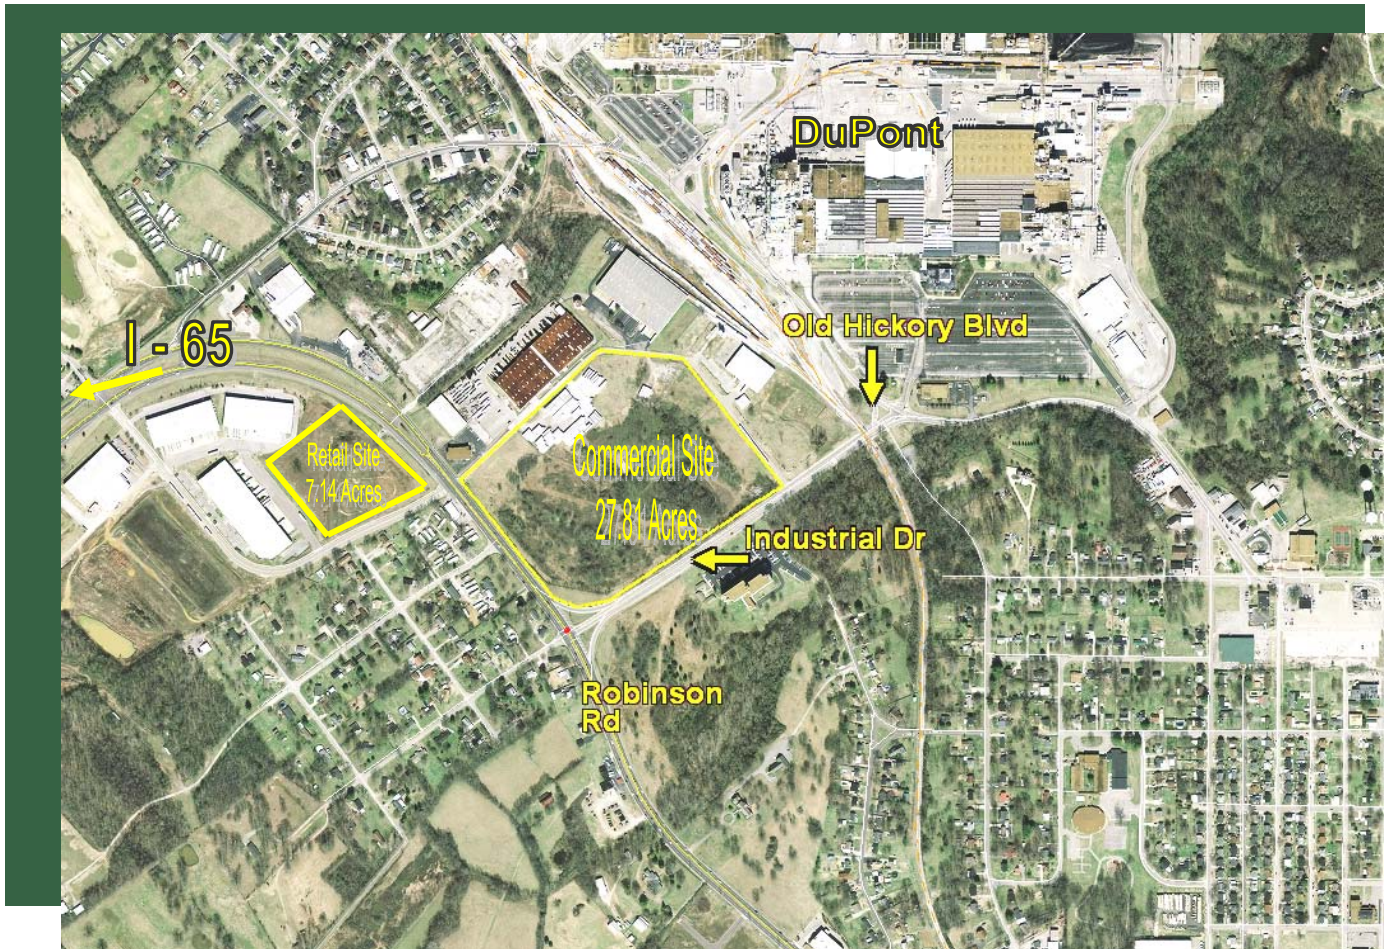 DuPont
Old Hickory Blvd
I - 65
Retail Site
7.14 Acres
Commercial Site
27.81 Acres
Industrial Dr
Robinson
Rd